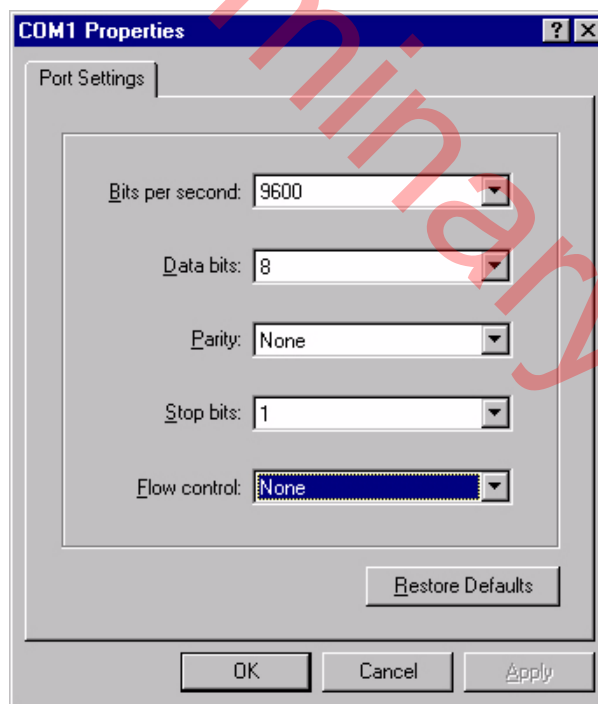 COM1 Properties
Port Settings
Bits per second: 9600
Data bits: 8
Parity: None
Stop bits: 1
Flow control: None
Restore Defaults
OK Cancel Apply
minary